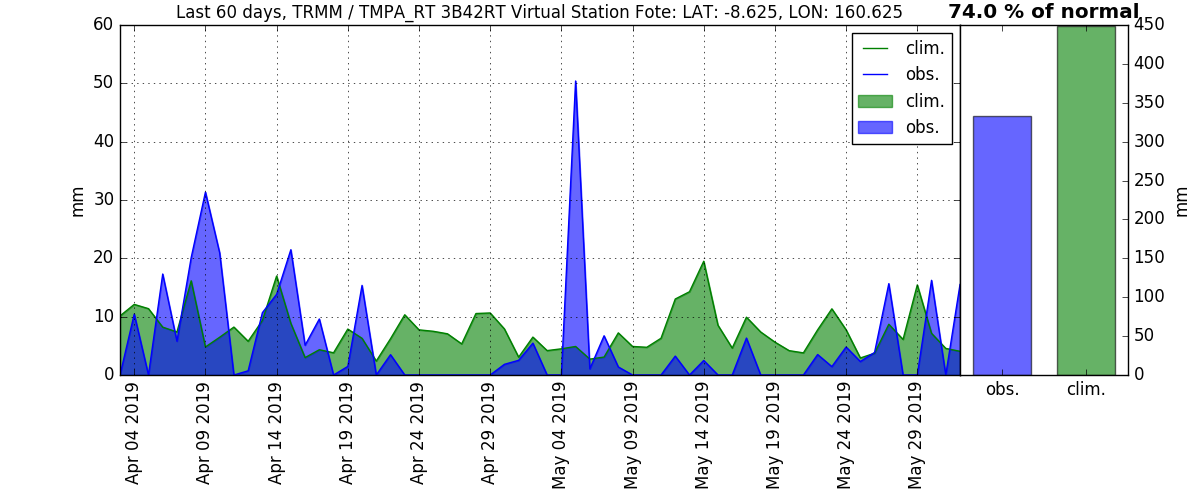 Last 60 days, TRMM / TMPA_RT 3B42RT Virtual Station Fote: LAT: -8.625, LON: 160.625
74.0 % of normal
60
50
40
30
20
10
0
mm
clim.
obs.
clim.
obs.
450
400
350
300
250
200
150
100
50
0
mm
Apr 04 2019
Apr 09 2019
Apr 14 2019
Apr 19 2019
Apr 24 2019
Apr 29 2019
May 04 2019
May 09 2019
May 14 2019
May 19 2019
May 24 2019
May 29 2019
obs.
clim.